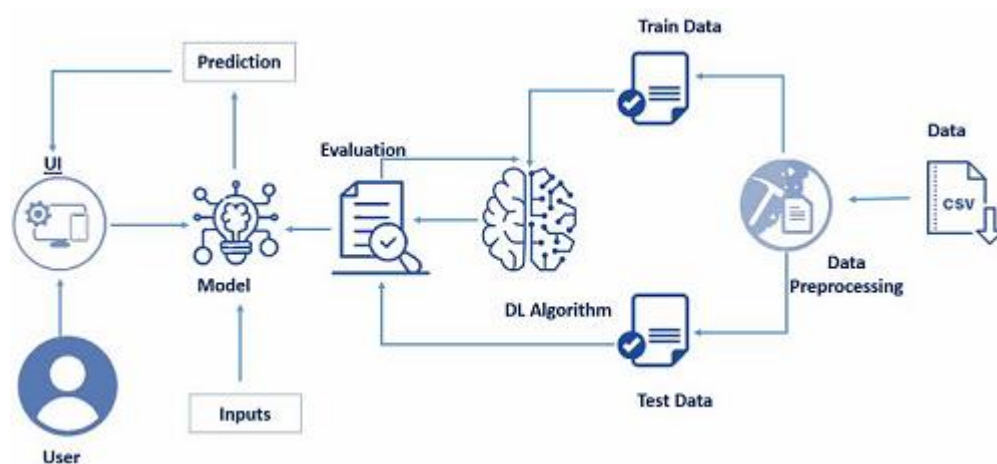 Train Data
Prediction
Data
Evaluation
UI
CSV
Model
Data
Preprocessing
DL Algorithm
Inputs
Test Data
User